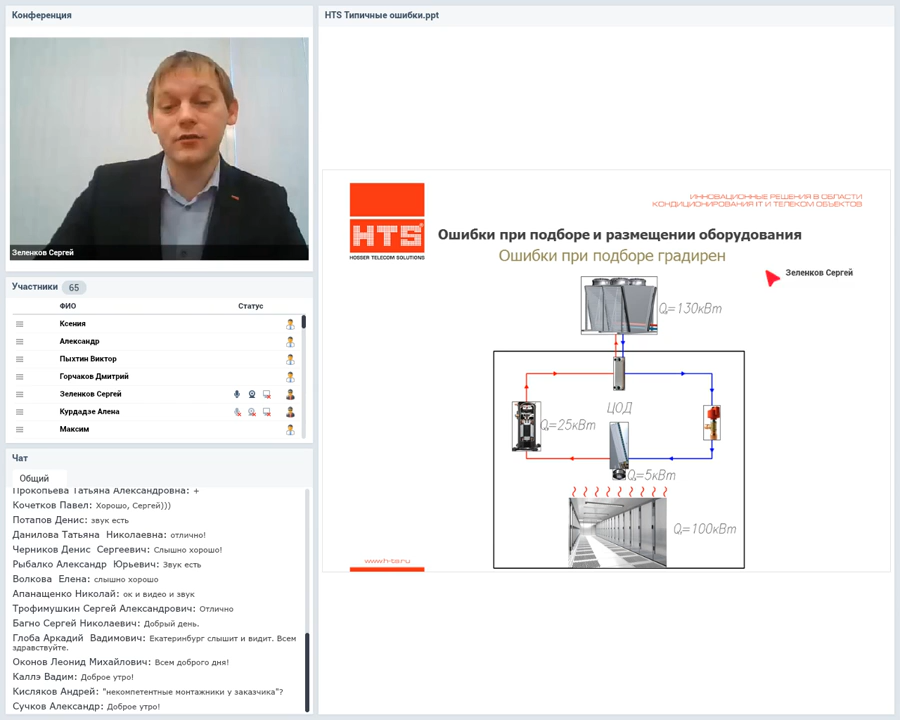 Конференция
Зеленков Сергей
Участники 65
ФИО Статус
Ксения
Александр
Пыхтин Виктор
Горчаков Дмитрий
Зеленков Сергей
Курдадзе Алена
Максим
Чат
Общий
Прокопьева Татьяна Александровна: +
Кочетков Павел: Хорошо, Сергей)))
Потапов Денис: звук есть
Данилова Татьяна Николаевна: отлично!
Черников Денис Сергеевич: Слышно хорошо!
Рыбалко Александр Юрьевич: Звук есть
Волкова Елена: слышно хорошо
Апанащенко Николай: ок и видео и звук
Трофимушкин Сергей Александрович: Отлично
Багно Сергей Николаевич: Добрый день.
Глоба Аркадий Вадимович: Екатеринбург слышит и видит. Всем
здравствуйте.
Оконов Леонид Михайлович: Всем доброго дня!
Каллэ Вадим: Доброе утро!
Кисляков Андрей: "некомпетентные монтажники у заказчика"?
Сучков Александр: Доброе утро!
HTS Типичные ошибки.ppt
HTS
HOSSER TELECOM SOLUTIONS
ИННОВАЦИОННЫЕ РЕШЕНИЯ В ОБЛАСТИ
КОНДИЦИОНИРОВАНИЯ IT И ТЕЛЕКОМ ОБЪЕКТОВ
Ошибки при подборе и размещении оборудования
Ошибки при подборе градирен
Зеленков Сергей
=130кВт
ЦОД
=25кВт
=5кВт
=100кВт